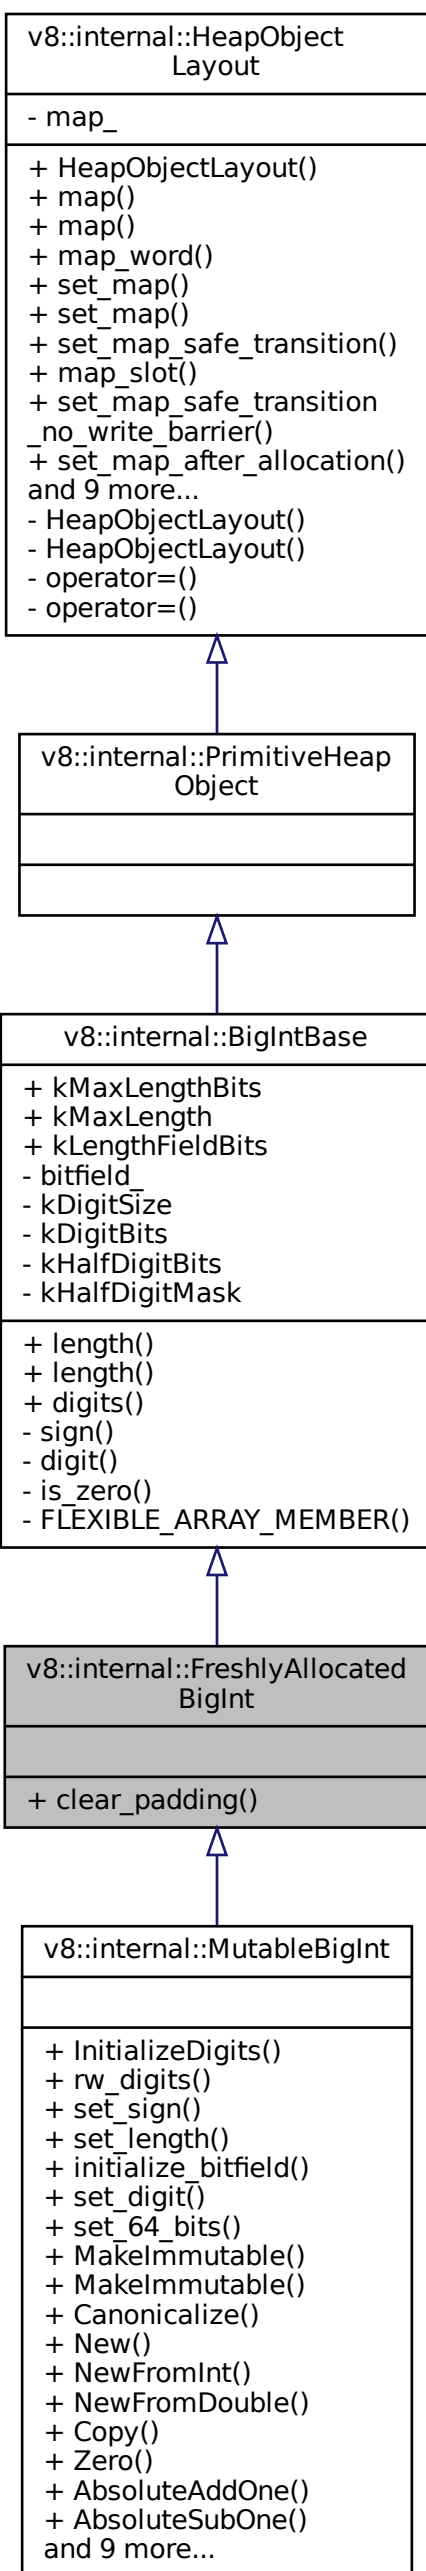 v8::internal::HeapObject
Layout
- map_
+ HeapObjectLayout()
+ map()
+ map()
+ map_word()
+ set_map()
+ set_map()
+ set_map_safe_transition()
+ map_slot()
+ set_map_safe_transition
_no_write_barrier()
+ set_map_after_allocation()
and 9 more...
- HeapObjectLayout()
- HeapObjectLayout()
- operator=()
- operator=()
v8::internal::PrimitiveHeap
Object
v8::internal::BigIntBase
+ kMaxLengthBits
+ kMaxLength
+ kLengthFieldBits
- bitfield_
- kDigitSize
- kDigitBits
- kHalfDigitBits
- kHalfDigitMask
+ length()
+ length()
+ digits()
- sign()
- digit()
- is_zero()
- FLEXIBLE_ARRAY_MEMBER()
v8::internal::FreshlyAllocated
BigInt
+ clear_padding()
v8::internal::MutableBigInt
+ InitializeDigits()
+ rw_digits()
+ set_sign()
+ set_length()
+ initialize_bitfield()
+ set_digit()
+ set_64_bits()
+ MakeImmutable()
+ MakeImmutable()
+ Canonicalize()
+ New()
+ NewFromInt()
+ NewFromDouble()
+ Copy()
+ Zero()
+ AbsoluteAddOne()
+ AbsoluteSubOne()
and 9 more...